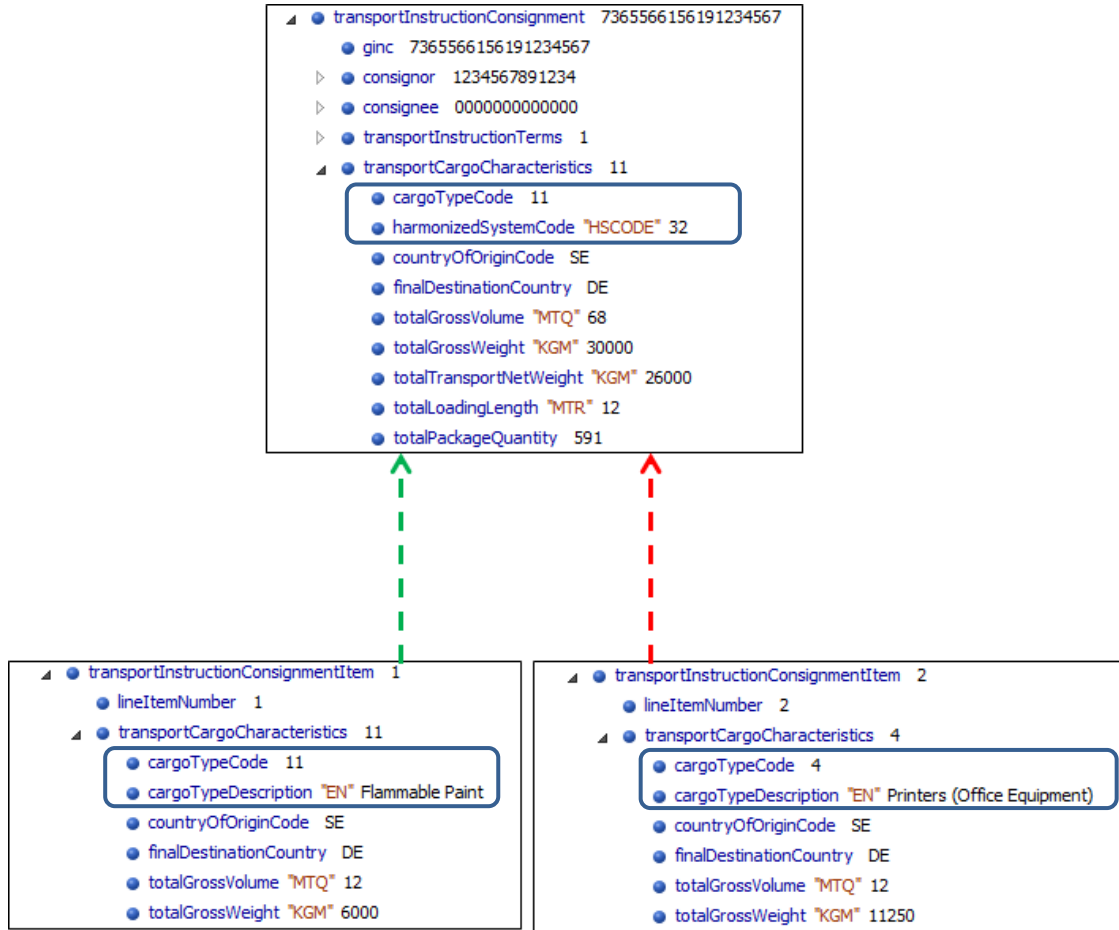 transportInstructionConsignment 7365566156191234567
ginc 7365566156191234567
consignor 1234567891234
consignee 0000000000000
transportInstructionTerms 1
transportCargoCharacteristics 11
cargoTypeCode 11
harmonizedSystemCode "HSCODE" 32
countryOfOriginCode SE
finalDestinationCountry DE
totalGrossVolume "MTQ" 68
totalGrossWeight "KGM" 30000
totalTransportNetWeight "KGM" 26000
totalLoadingLength "MTR" 12
totalPackageQuantity 591
transportInstructionConsignmentItem 1
lineItemNumber 1
transportCargoCharacteristics 11
cargoTypeCode 11
cargoTypeDescription "EN" Flammable Paint
countryOfOriginCode SE
finalDestinationCountry DE
totalGrossVolume "MTQ" 12
totalGrossWeight "KGM" 6000
transportInstructionConsignmentItem 2
lineItemNumber 2
transportCargoCharacteristics 4
cargoTypeCode 4
cargoTypeDescription "EN" Printers (Office Equipment)
countryOfOriginCode SE
finalDestinationCountry DE
totalGrossVolume "MTQ" 12
totalGrossWeight "KGM" 11250